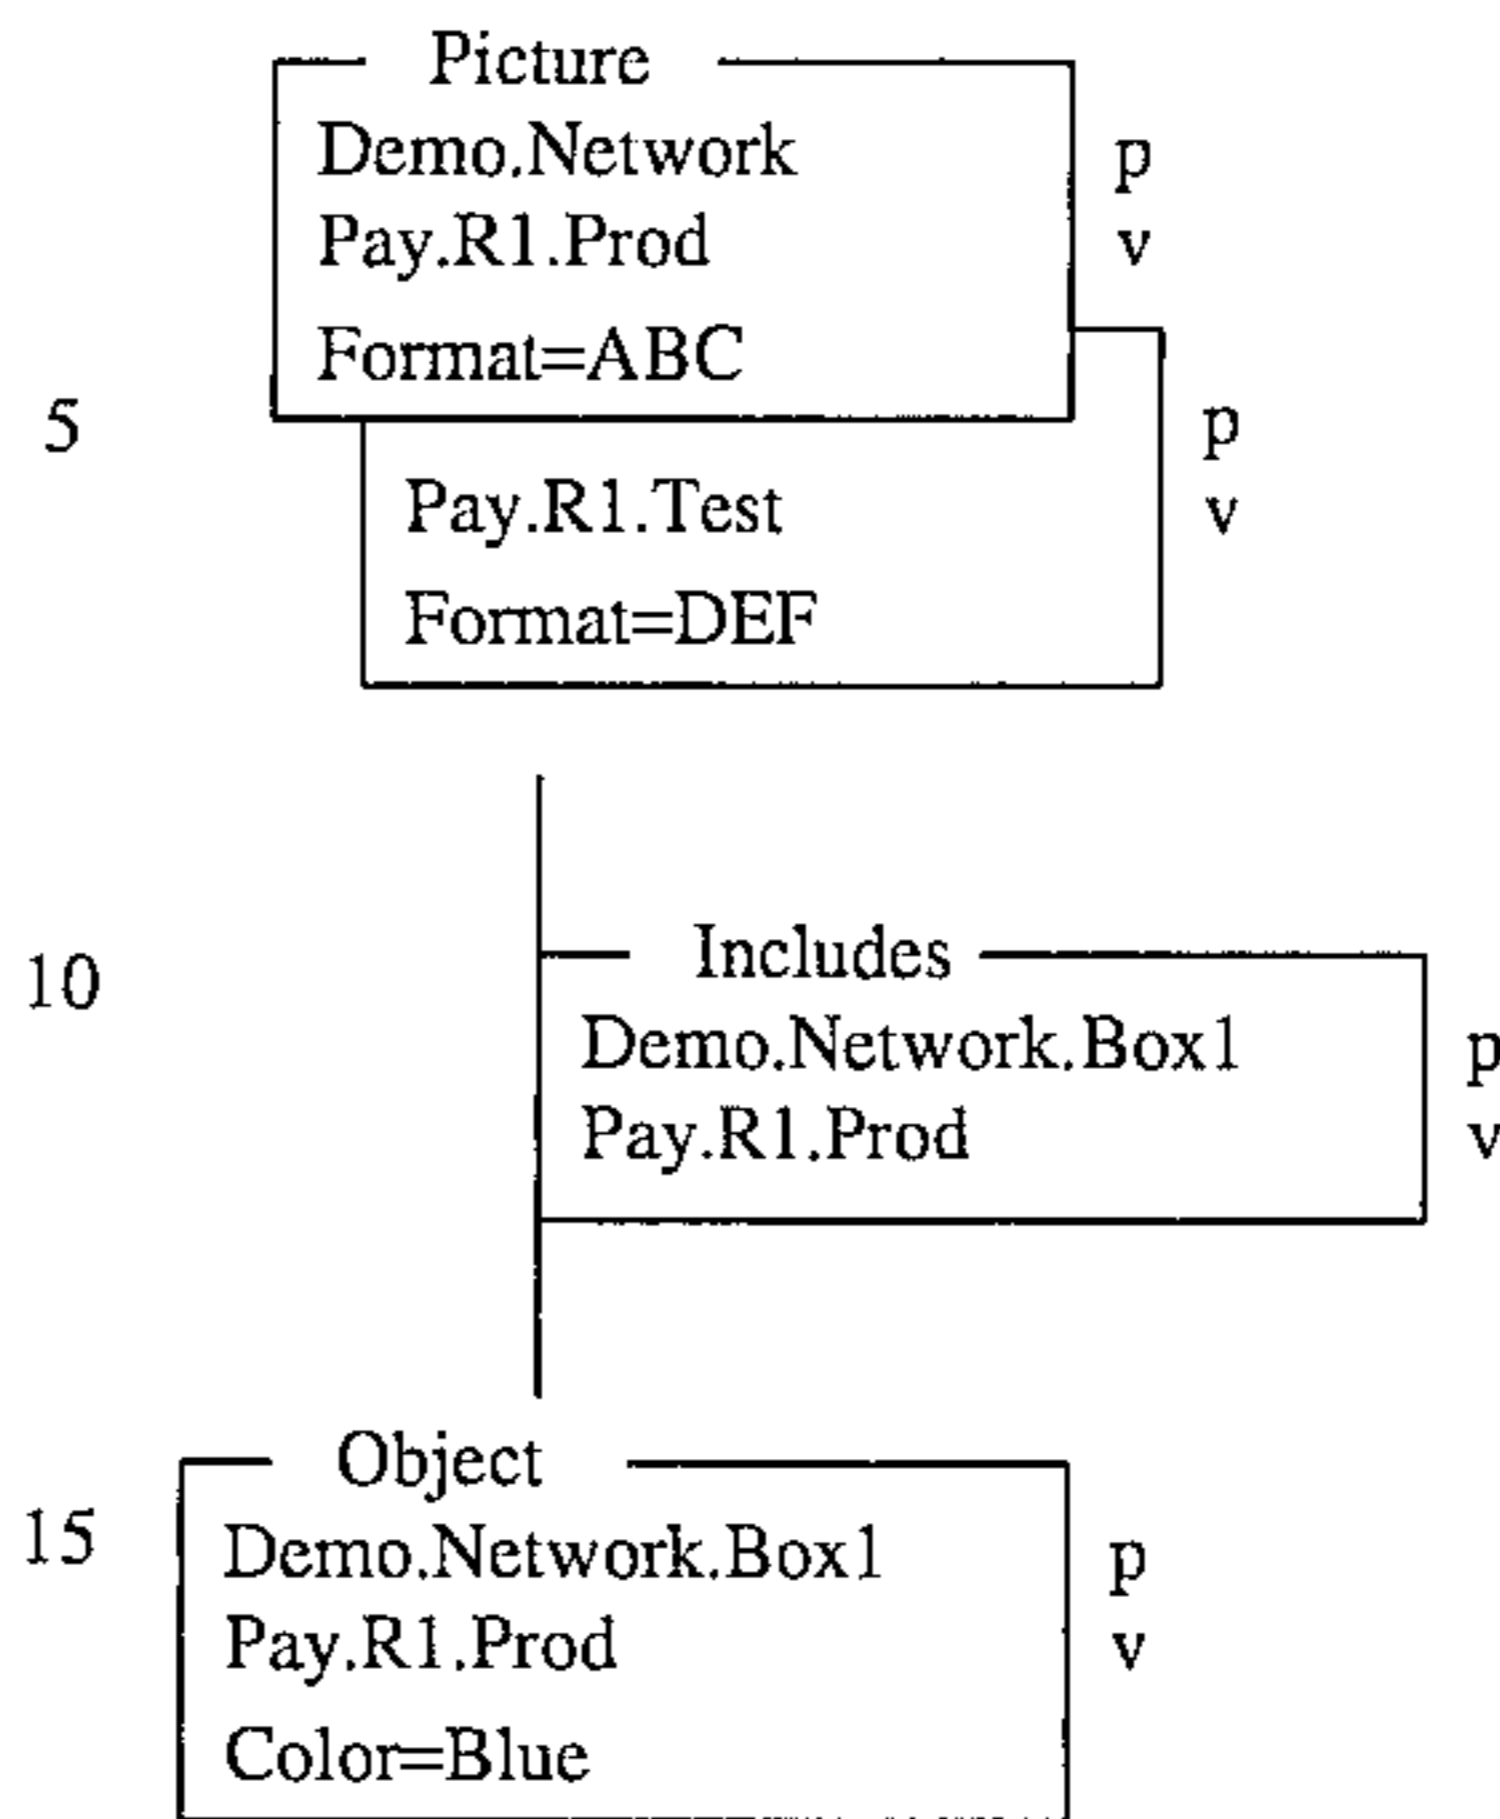 Picture
Demo.Network p
Pay.R1.Prod v
Format=ABC
5 p
Pay.R1.Test v
Format=DEF
10 Includes
Demo.Network.Box1 p
Pay.R1.Prod v
Object
15 Demo.Network.Box1 p
Pay.R1.Prod v
Color=Blue